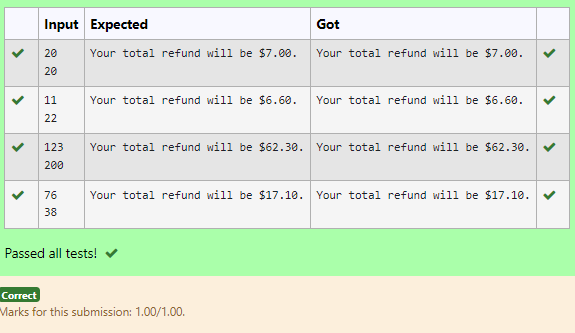 Input Expected Got
20 Your total refund will be $7.00. Your total refund will be $7.00.
20
11 Your total refund will be $6.60. Your total refund will be $6.60.
22
123 Your total refund will be $62.30. Your total refund will be $62.30.
200
76 Your total refund will be $17.10. Your total refund will be $17.10.
38
Passed all tests!
Correct
Marks for this submission: 1.00/1.00.